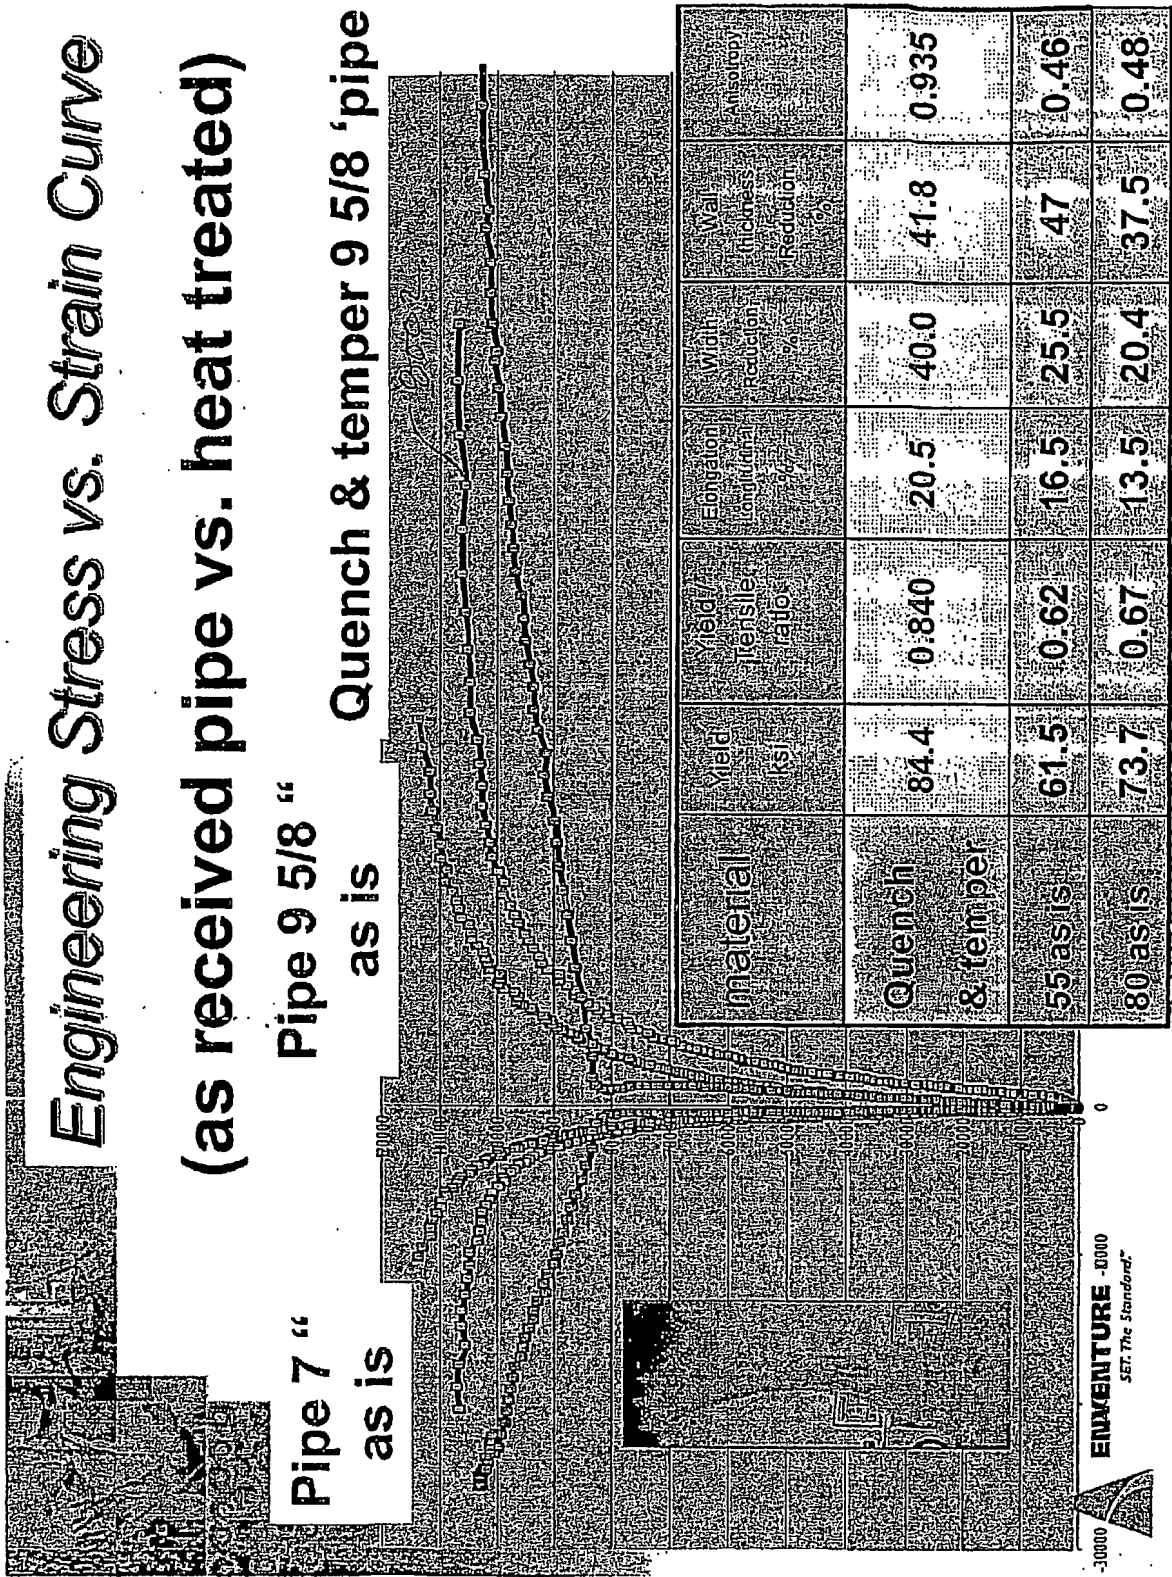 Engineering Stress vs. Strain Curve
(as received pipe vs. heat treated)
Pipe 7 “
as is
Pipe 9 5/8 “
as is
Quench & temper 9 5/8 ‘pipe
material
Yield
ksi
Yield /
Tensile
ratio
Elongation
Longitudinal
%
Width
Reduction
%
Wall
thickness
Reduction
%
Anisotropy
Quench
& temper
84.4
0.840
20.5
40.0
41.8
0.935
55 as is
61.5
0.62
16.5
25.5
47
0.46
80 as is
73.7
0.67
13.5
20.4
37.5
0.48
-30000
-10000
0
ENVENTURE
SET. The Standard.™